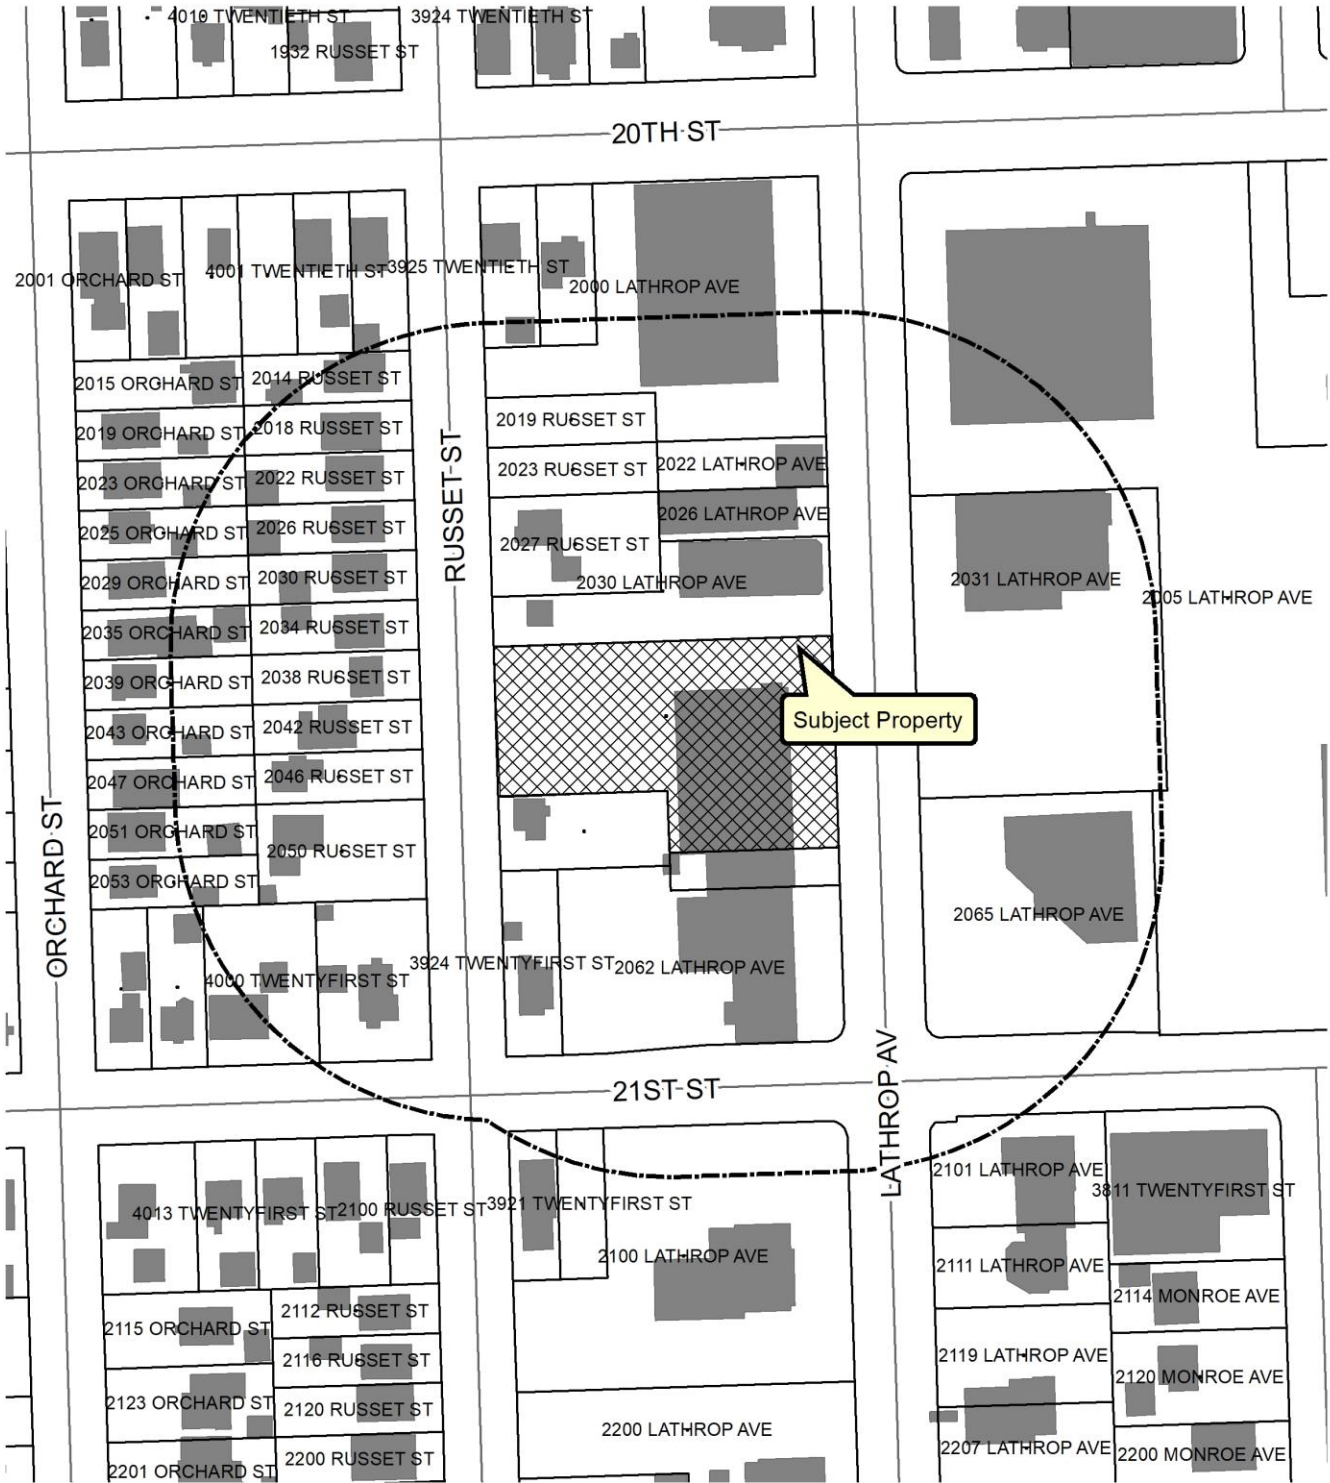 4010 TWENTIETH ST
3924 TWENTIETH ST
1932 RUSSET ST
20TH ST
2001 ORCHARD ST
4001 TWENTIETH ST
3925 TWENTIETH ST
2000 LATHROP AVE
2015 ORCHARD ST
2014 RUSSET ST
2019 ORCHARD ST
2018 RUSSET ST
2019 RUSSET ST
2023 ORCHARD ST
2022 RUSSET ST
2023 RUSSET ST
2022 LATHROP AVE
RUSSET ST
2025 ORCHARD ST
2026 RUSSET ST
2026 LATHROP AVE
2027 RUSSET ST
2029 ORCHARD ST
2030 RUSSET ST
2030 LATHROP AVE
2031 LATHROP AVE
2005 LATHROP AVE
2035 ORCHARD ST
2034 RUSSET ST
2039 ORCHARD ST
2038 RUSSET ST
2043 ORCHARD ST
2042 RUSSET ST
Subject Property
2047 ORCHARD ST
2046 RUSSET ST
2051 ORCHARD ST
2050 RUSSET ST
ORCHARD ST
2053 ORCHARD ST
2065 LATHROP AVE
4000 TWENTYFIRST ST
3924 TWENTYFIRST ST
2062 LATHROP AVE
21ST ST
LATHROP AV
2101 LATHROP AVE
3811 TWENTYFIRST ST
4013 TWENTYFIRST ST
2100 RUSSET ST
3921 TWENTYFIRST ST
2100 LATHROP AVE
2111 LATHROP AVE
2114 MONROE AVE
2115 ORCHARD ST
2112 RUSSET ST
2116 RUSSET ST
2119 LATHROP AVE
2120 MONROE AVE
2123 ORCHARD ST
2120 RUSSET ST
2200 LATHROP AVE
2201 ORCHARD ST
2200 RUSSET ST
2207 LATHROP AVE
2200 MONROE AVE